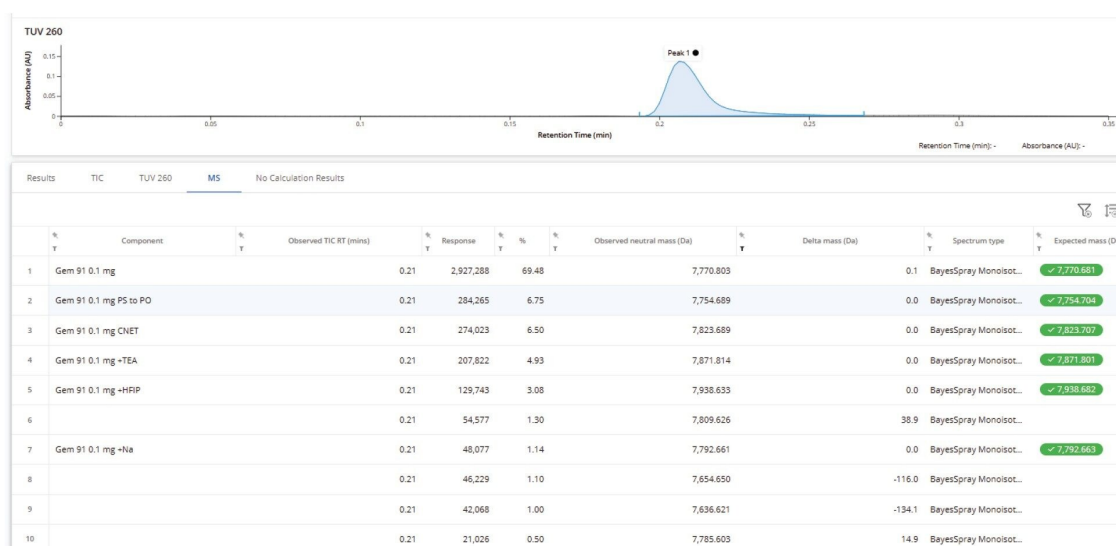 TUV 260
Peak 1
Absorbance (AU)
0.15
0.1
0.05
0
0 0.05 0.1 0.15 0.2 0.25 0.3 0.35
Retention Time (min)
Retention Time (min): - Absorbance (AU): -
Results TIC TUV 260 MS No Calculation Results
Component Observed TIC RT (mins) Response % Observed neutral mass (Da) Delta mass (Da) Spectrum type Expected mass (D
1 Gem 91 0.1 mg 0.21 2,927,288 69.48 7,770.803 0.1 BayesSpray Monoisot... ✓ 7,770.681
2 Gem 91 0.1 mg PS to PO 0.21 284,265 6.75 7,754.689 0.0 BayesSpray Monoisot... ✓ 7,754.704
3 Gem 91 0.1 mg CNET 0.21 274,023 6.50 7,823.689 0.0 BayesSpray Monoisot... ✓ 7,823.707
4 Gem 91 0.1 mg +TEA 0.21 207,822 4.93 7,871.814 0.0 BayesSpray Monoisot... ✓ 7,871.801
5 Gem 91 0.1 mg +HFIP 0.21 129,743 3.08 7,938.633 0.0 BayesSpray Monoisot... ✓ 7,938.682
6 0.21 54,577 1.30 7,809.626 38.9 BayesSpray Monoisot...
7 Gem 91 0.1 mg +Na 0.21 48,077 1.14 7,792.661 0.0 BayesSpray Monoisot... ✓ 7,792.663
8 0.21 46,229 1.10 7,654.650 -116.0 BayesSpray Monoisot...
9 0.21 42,068 1.00 7,636.621 -134.1 BayesSpray Monoisot...
10 0.21 21,026 0.50 7,785.603 14.9 BayesSpray Monoisot...